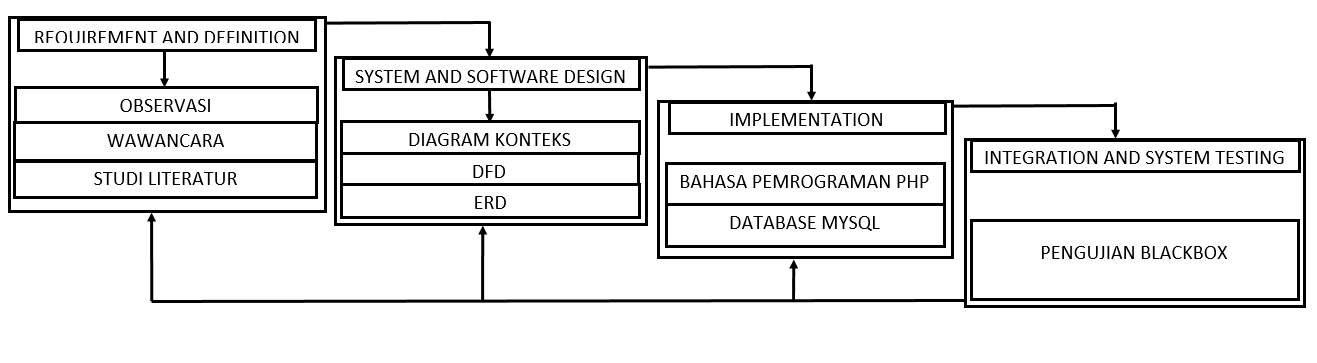 REQUIREMENT AND DEFINITION
OBSERVASI
WAWANCARA
STUDI LITERATUR
SYSTEM AND SOFTWARE DESIGN
DIAGRAM KONTEKS
DFD
ERD
IMPLEMENTATION
BAHASA PEMROGRAMAN PHP
DATABASE MYSQL
INTEGRATION AND SYSTEM TESTING
PENGUJIAN BLACKBOX